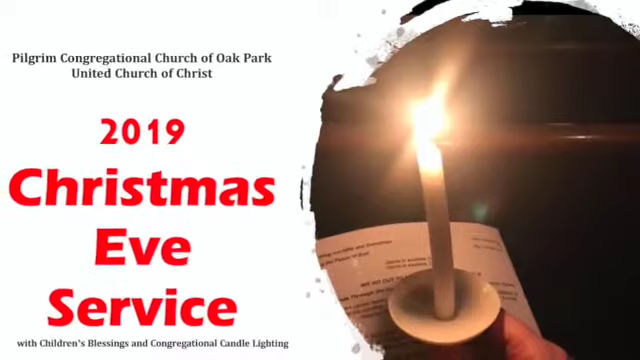 Pilgrim Congregational Church of Oak Park
United Church of Christ
2019
Christmas
Eve
Service
with Children's Blessings and Congregational Candle Lighting